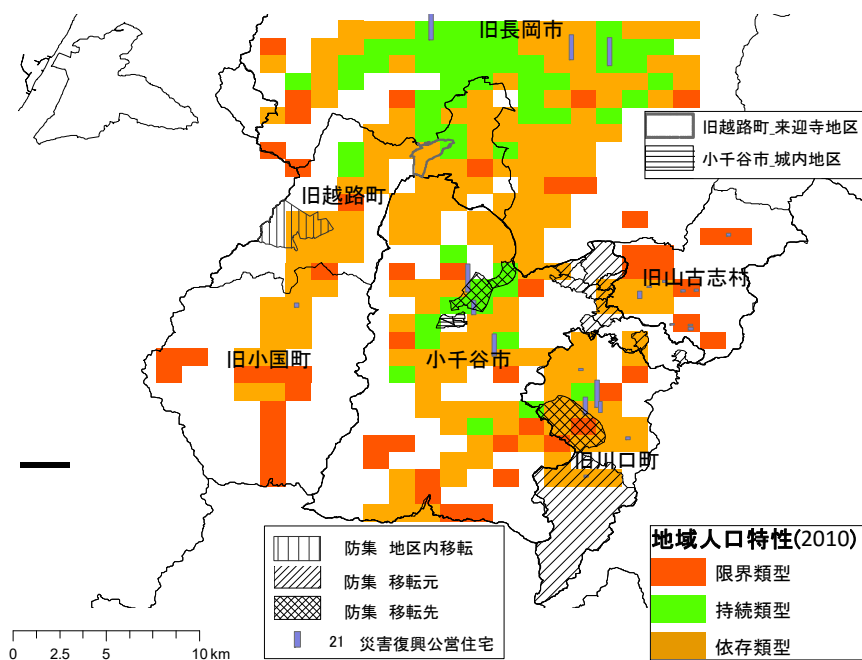 旧長岡市
旧越路町_来迎寺地区
小千谷市_城内地区
旧越路町
旧山古志村
旧小国町
小千谷市
旧川口町
防集 地区内移転
防集 移転元
防集 移転先
21 災害復興公営住宅
地域人口特性(2010)
限界類型
持続類型
依存類型
0 2.5 5 10 km